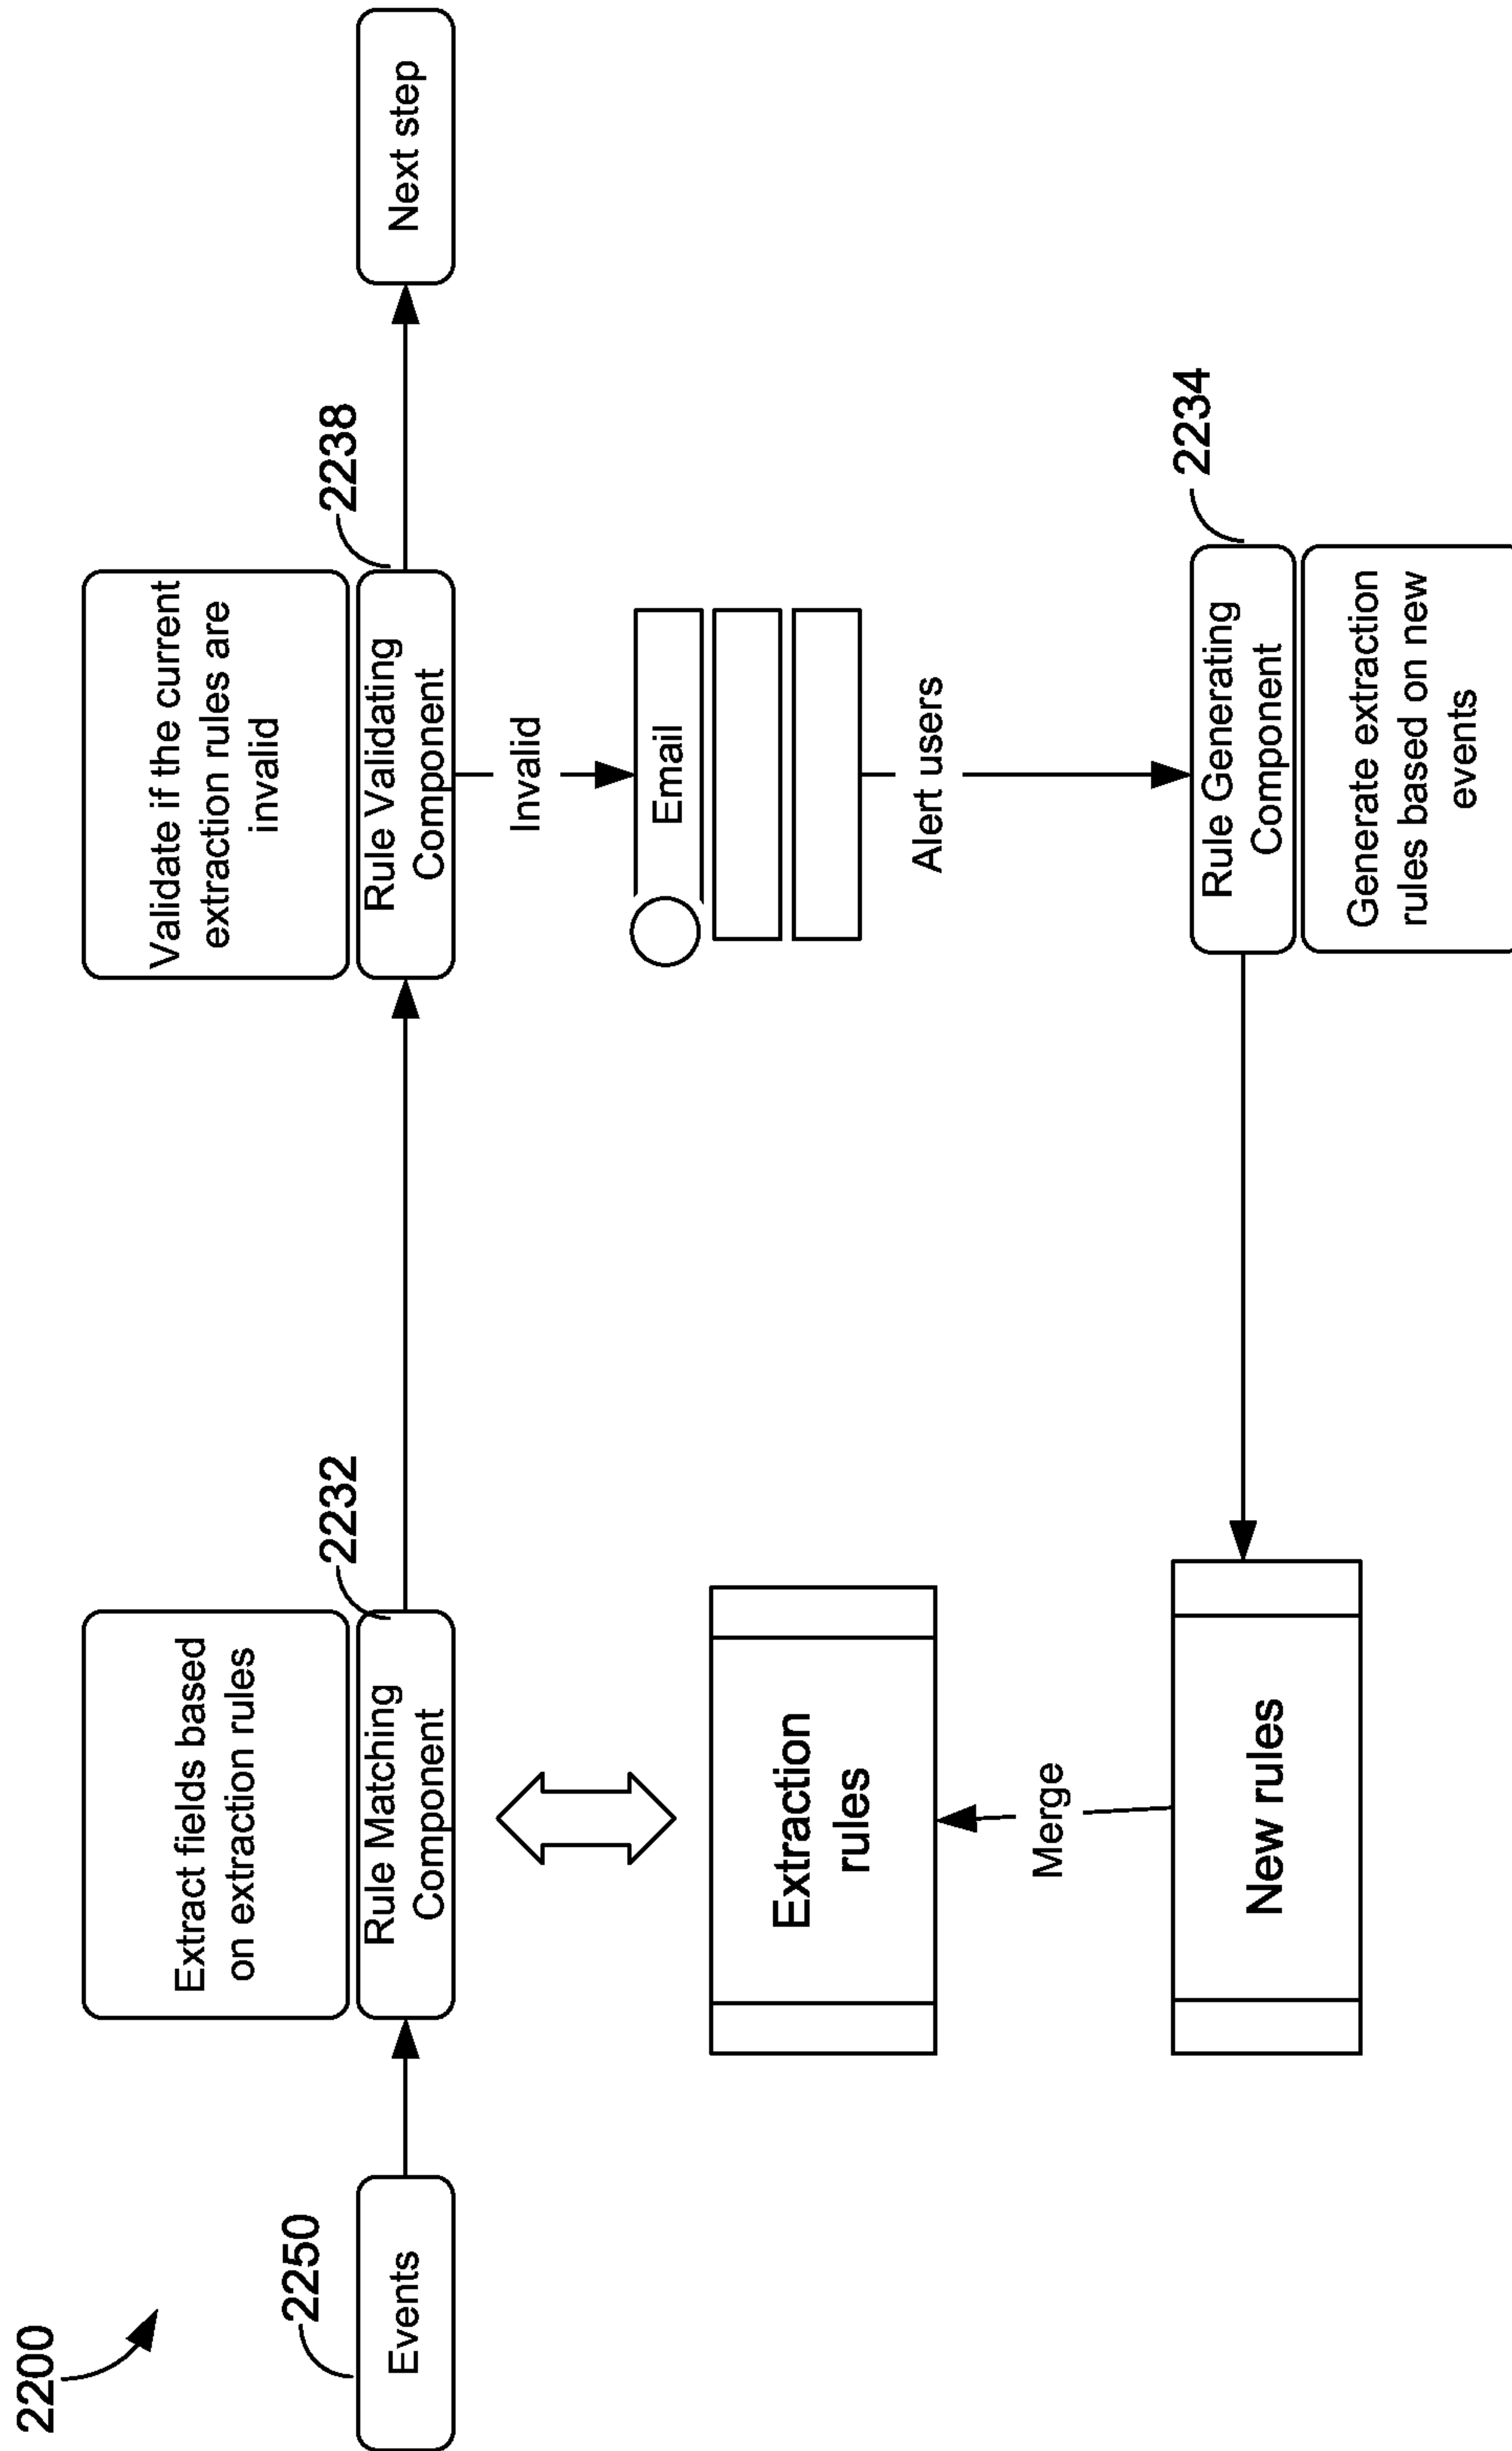 2200
2250
Events
Extract fields based
on extraction rules
2232
Rule Matching
Component
Validate if the current
extraction rules are
invalid
2238
Rule Validating
Component
Next step
Invalid
Email
Alert users
Extraction
rules
Merge
New rules
2234
Rule Generating
Component
Generate extraction
rules based on new
events